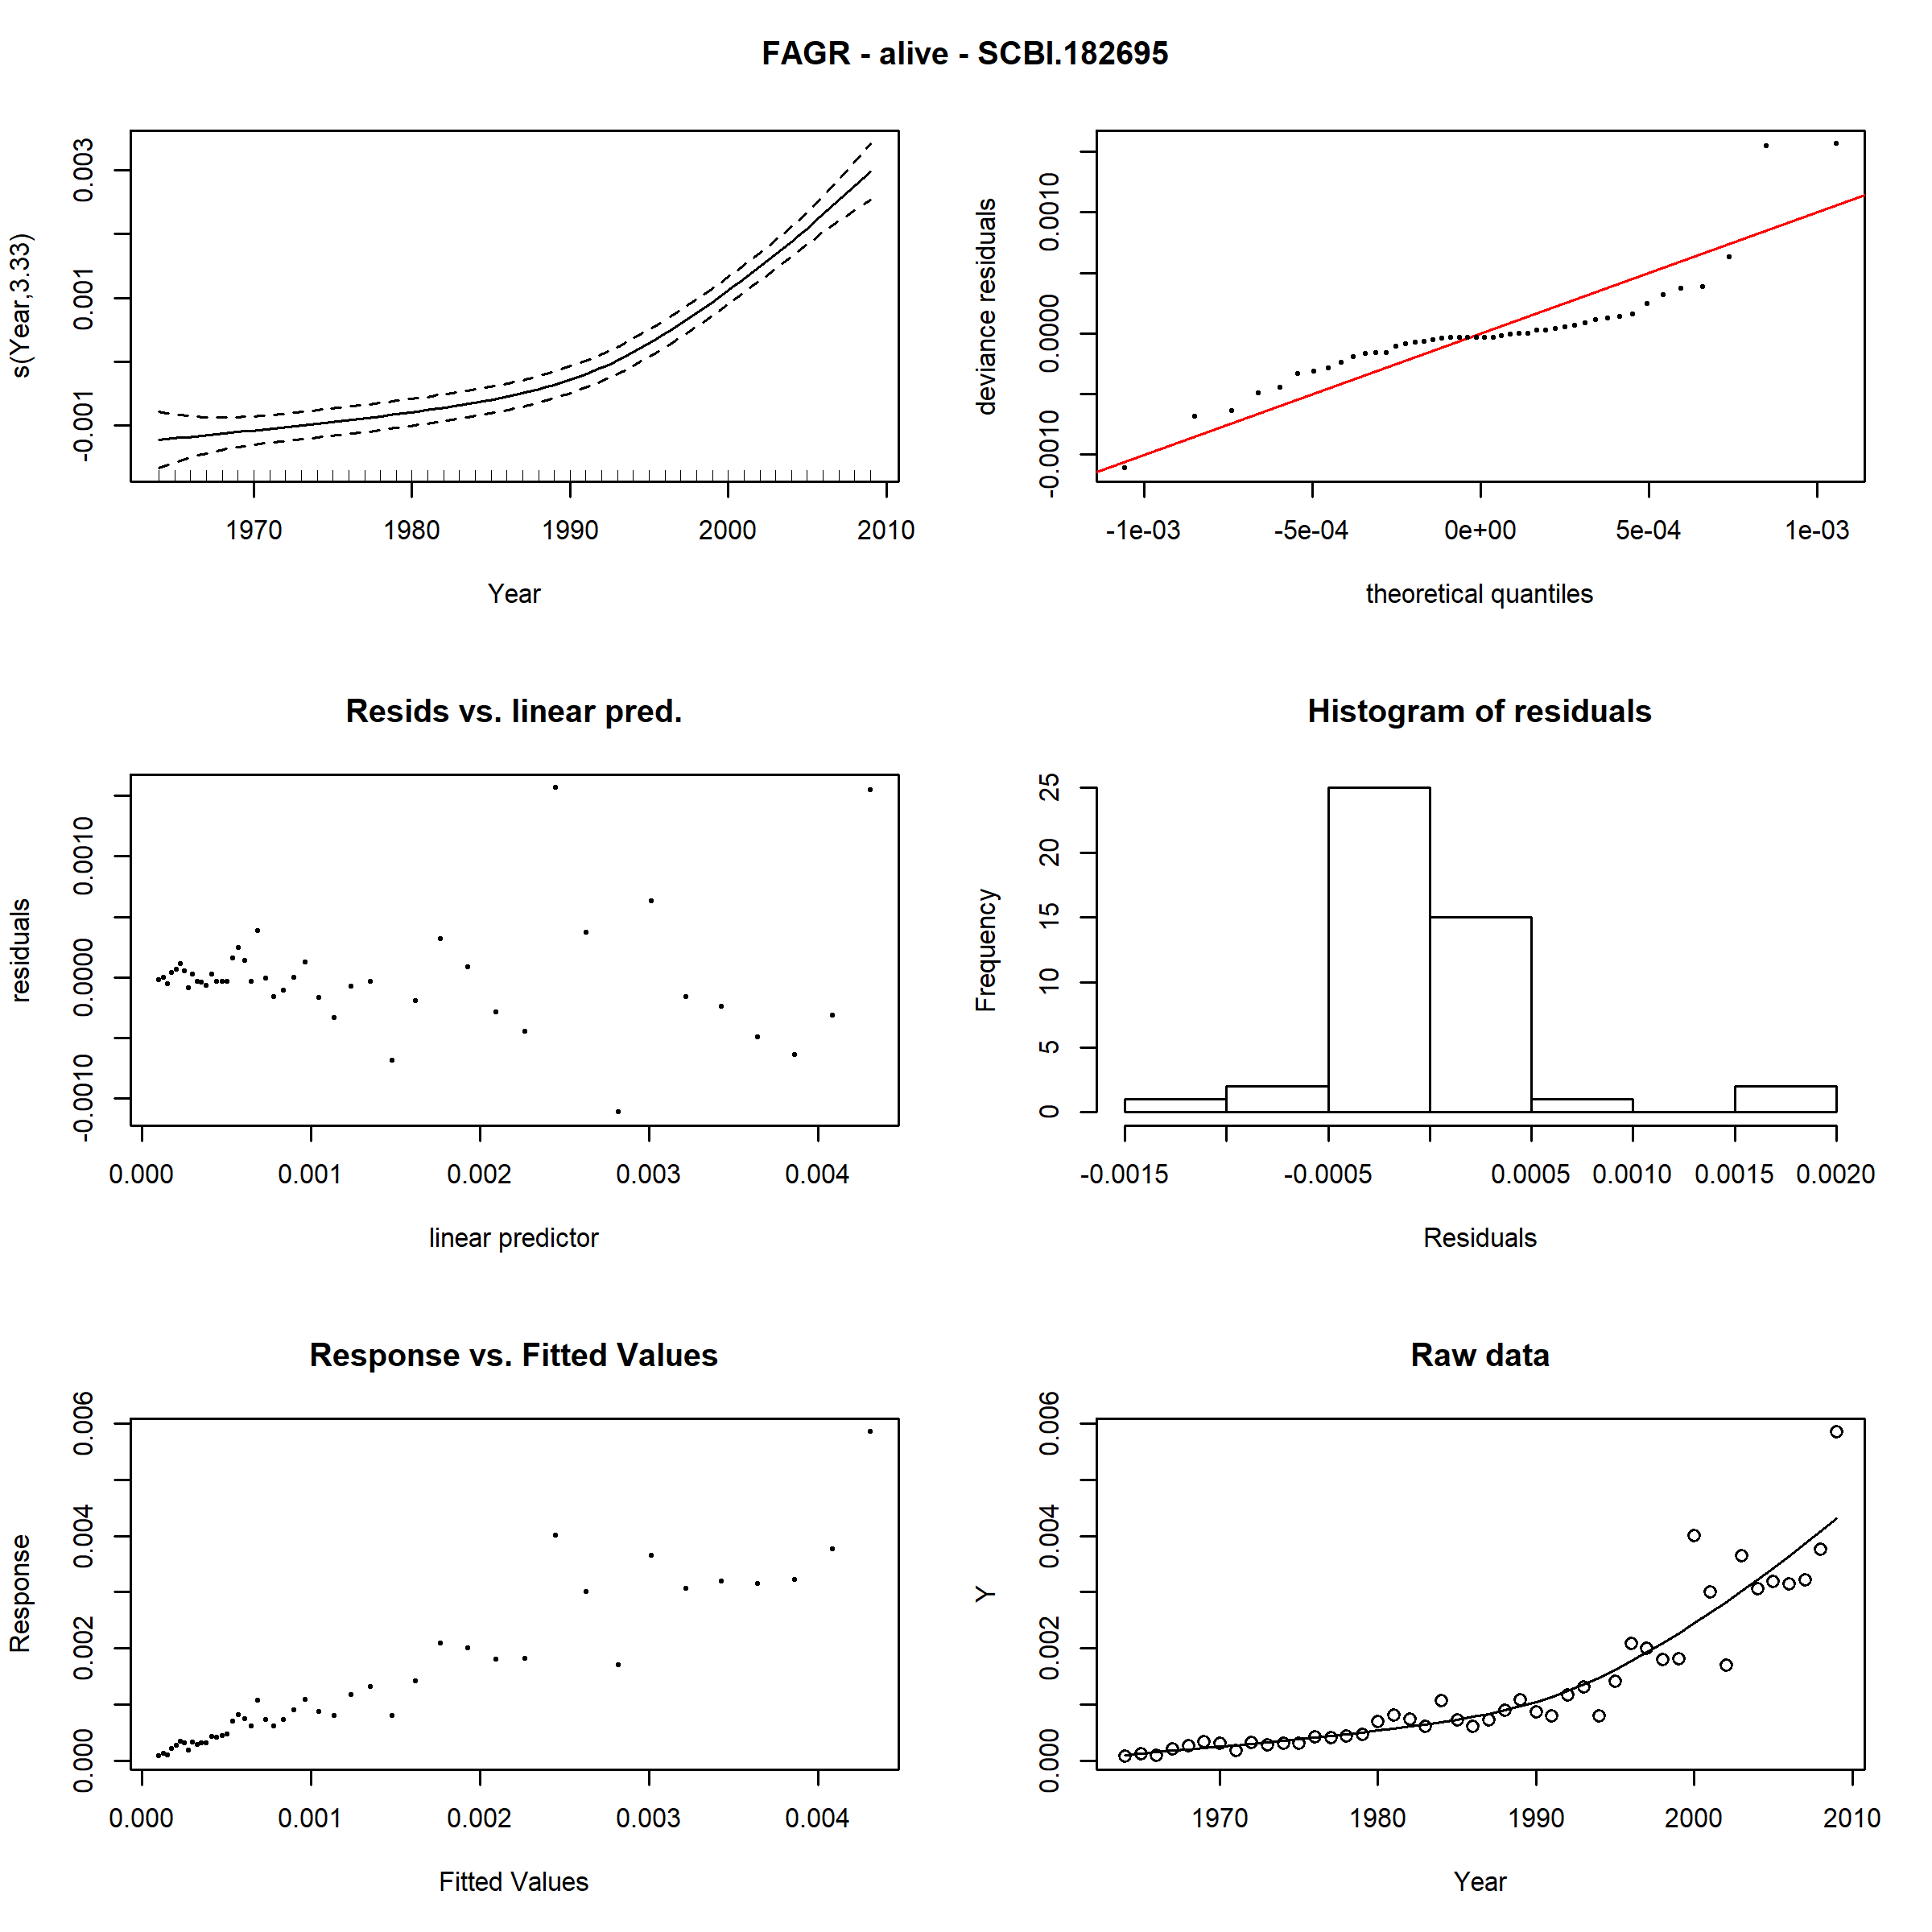 FAGR - alive - SCBI.182695
s(Year,3.33)
-0.001 0.001 0.003
1970 1980 1990 2000 2010
Year
deviance residuals
-0.0010 0.0000 0.0010
-1e-03 -5e-04 0e+00 5e-04 1e-03
theoretical quantiles
Resids vs. linear pred.
residuals
-0.0010 0.0000 0.0010
0.000 0.001 0.002 0.003 0.004
linear predictor
Histogram of residuals
Frequency
0 5 10 15 20 25
-0.0015 -0.0005 0.0005 0.0010 0.0015 0.0020
Residuals
Response vs. Fitted Values
Response
0.000 0.002 0.004 0.006
0.000 0.001 0.002 0.003 0.004
Fitted Values
Raw data
Y
0.000 0.002 0.004 0.006
1970 1980 1990 2000 2010
Year